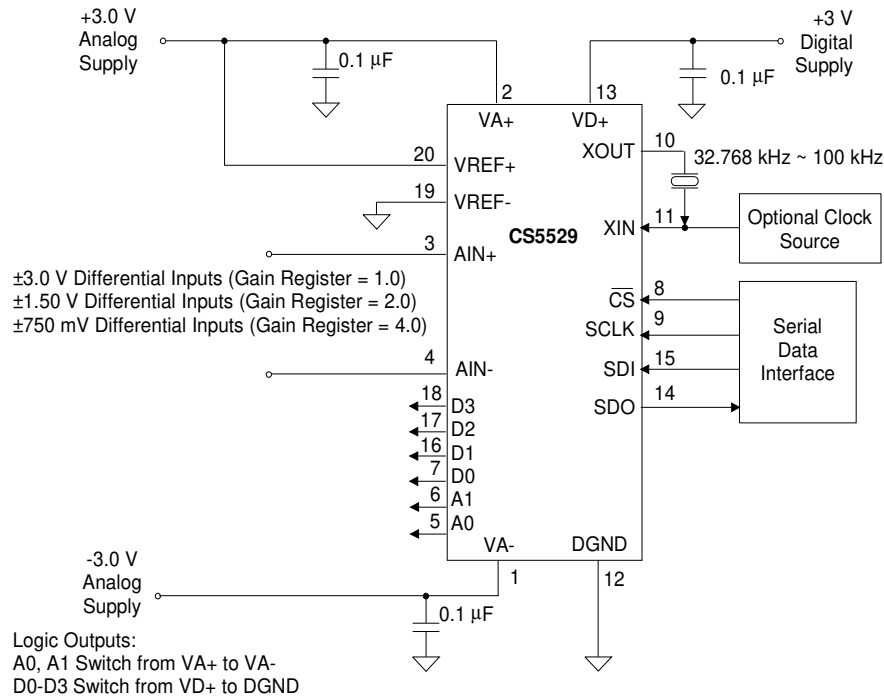 +3.0 V
Analog
Supply
0.1 µF
+3 V
Digital
Supply
0.1 µF
2
13
VA+
VD+
10
XOUT
32.768 kHz ~ 100 kHz
20
VREF+
19
VREF-
CS5529
11
XIN
Optional Clock
Source
3
AIN+
±3.0 V Differential Inputs (Gain Register = 1.0)
±1.50 V Differential Inputs (Gain Register = 2.0)
±750 mV Differential Inputs (Gain Register = 4.0)
8
CS
9
SCLK
15
SDI
14
SDO
Serial
Data
Interface
4
AIN-
18
D3
17
D2
16
D1
7
D0
6
A1
5
A0
VA-
DGND
1
12
-3.0 V
Analog
Supply
0.1 µF
Logic Outputs:
A0, A1 Switch from VA+ to VA-
D0-D3 Switch from VD+ to DGND